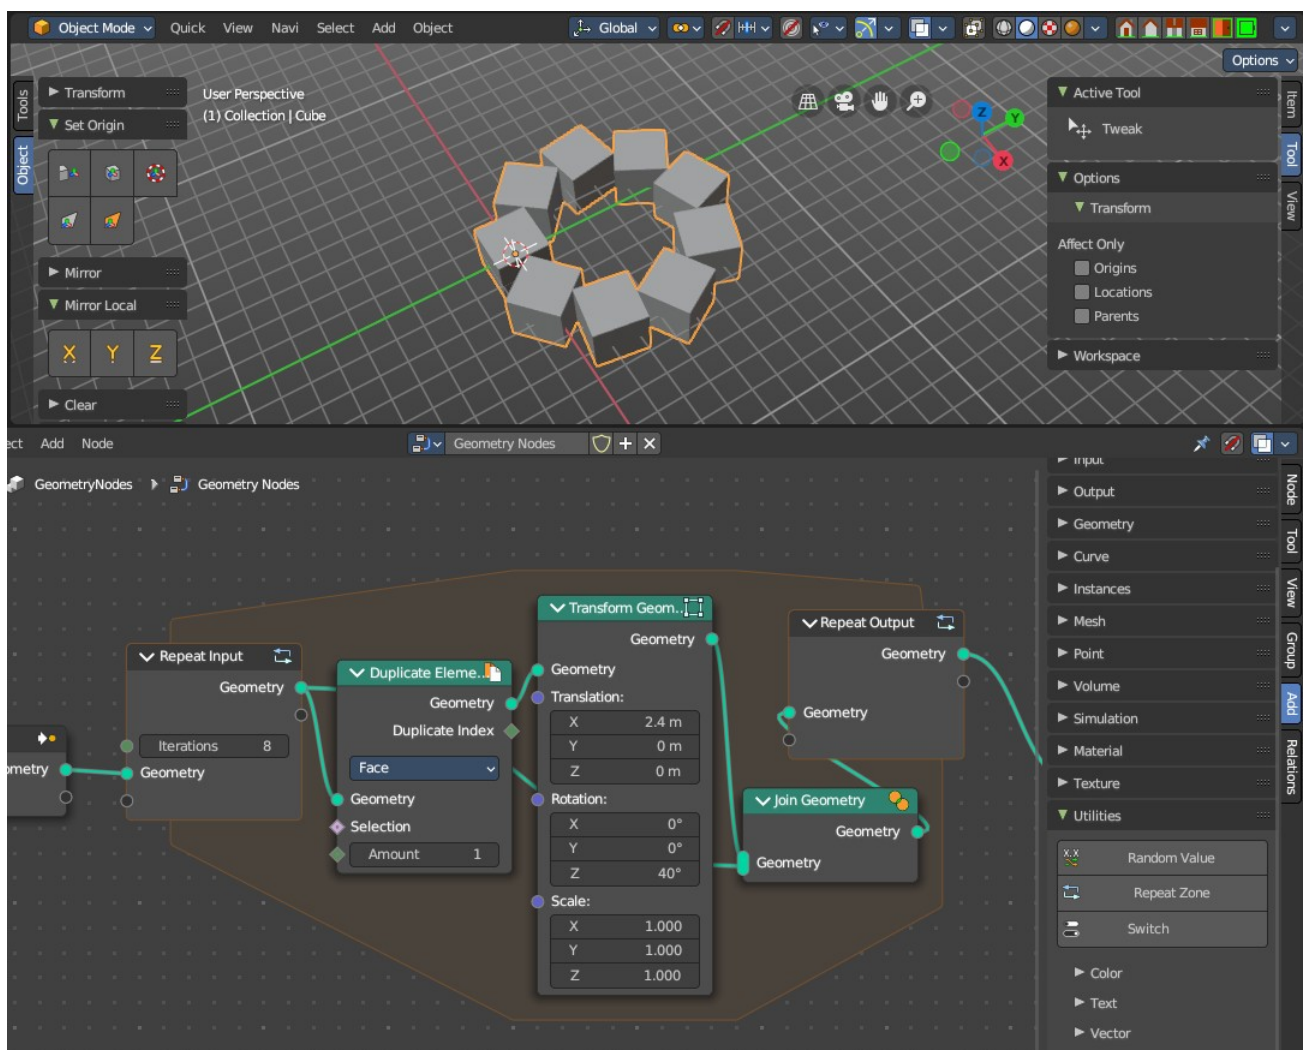 Object Mode Quick View Navi Select Add Object Global Options
Tools
Object
Transform
Set Origin
Mirror
Mirror Local
X Y Z
Clear
User Perspective
(1) Collection | Cube
Z
Y
X
Active Tool
Tweak
Options
Transform
Affect Only
Origins
Locations
Parents
Workspace
Item
Tool
View
ect Add Node Geometry Nodes
GeometryNodes Geometry Nodes
ometry
Repeat Input
Geometry
Iterations 8
Geometry
Duplicate Eleme..
Geometry
Duplicate Index
Face
Geometry
Selection
Amount 1
Transform Geom..
Geometry
Geometry
Translation:
X 2.4 m
Y 0 m
Z 0 m
Rotation:
X 0°
Y 0°
Z 40°
Scale:
X 1.000
Y 1.000
Z 1.000
Repeat Output
Geometry
Geometry
Join Geometry
Geometry
Geometry
Input
Output
Geometry
Curve
Instances
Mesh
Point
Volume
Simulation
Material
Texture
Utilities
Random Value
Repeat Zone
Switch
Color
Text
Vector
Node
Tool
View
Group
Add
Relations